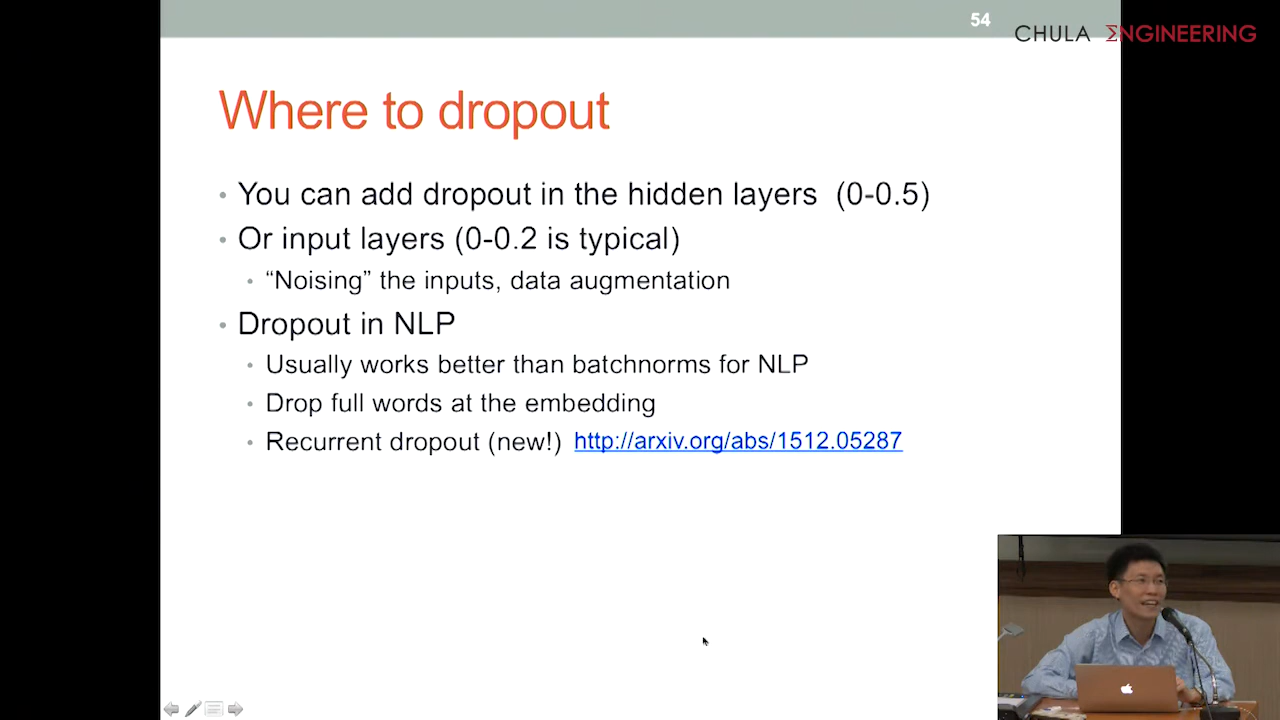 54
CHULA ΣNGINEERING
Where to dropout
• You can add dropout in the hidden layers (0-0.5)
• Or input layers (0-0.2 is typical)
• “Noising” the inputs, data augmentation
• Dropout in NLP
• Usually works better than batchnorms for NLP
• Drop full words at the embedding
• Recurrent dropout (new!) http://arxiv.org/abs/1512.05287